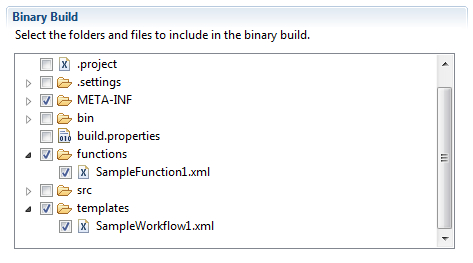 Binary Build
Select the folders and files to include in the binary build.
.project
.settings
META-INF
bin
build.properties
functions
SampleFunction1.xml
src
templates
SampleWorkflow1.xml